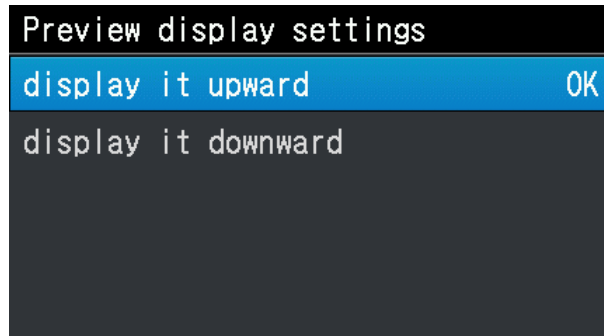 Preview display settings
display it upward OK
display it downward